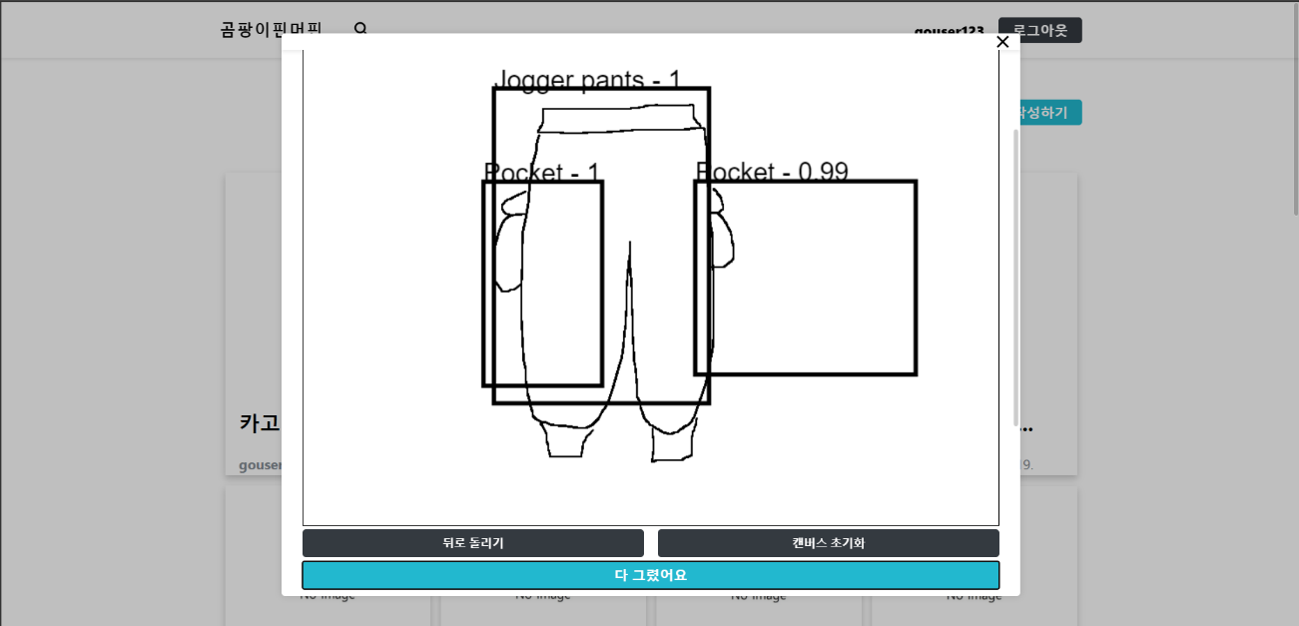 곰팡이핀머핀
gouser123
로그아웃
작성하기
Jogger pants - 1
Pocket - 1
Pocket - 0.99
카고
...
gouser
9.
뒤로 돌리기
캔버스 초기화
다 그렸어요
No Image
No Image
No Image
No Image